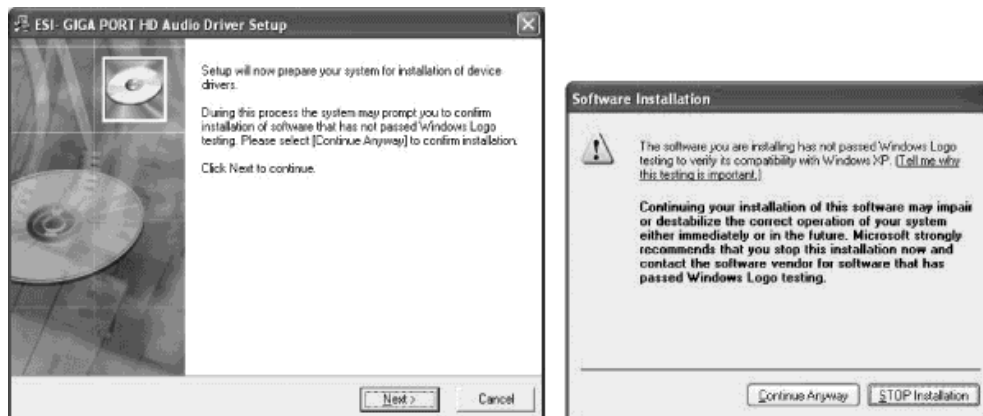 ESI- GIGA PORT HD Audio Driver Setup
Setup will now prepare your system for installation of device
drivers.
During this process the system may prompt you to confirm
installation of software that has not passed Windows Logo
testing. Please select [Continue Anyway] to confirm installation.
Click Next to continue.
Next >
Cancel
Software Installation
The software you are installing has not passed Windows Logo
testing to verify its compatibility with Windows XP. (Tell me why
this testing is important.)
Continuing your installation of this software may impair
or destabilize the correct operation of your system
either immediately or in the future. Microsoft strongly
recommends that you stop this installation now and
contact the software vendor for software that has
passed Windows Logo testing.
Continue Anyway
STOP Installation